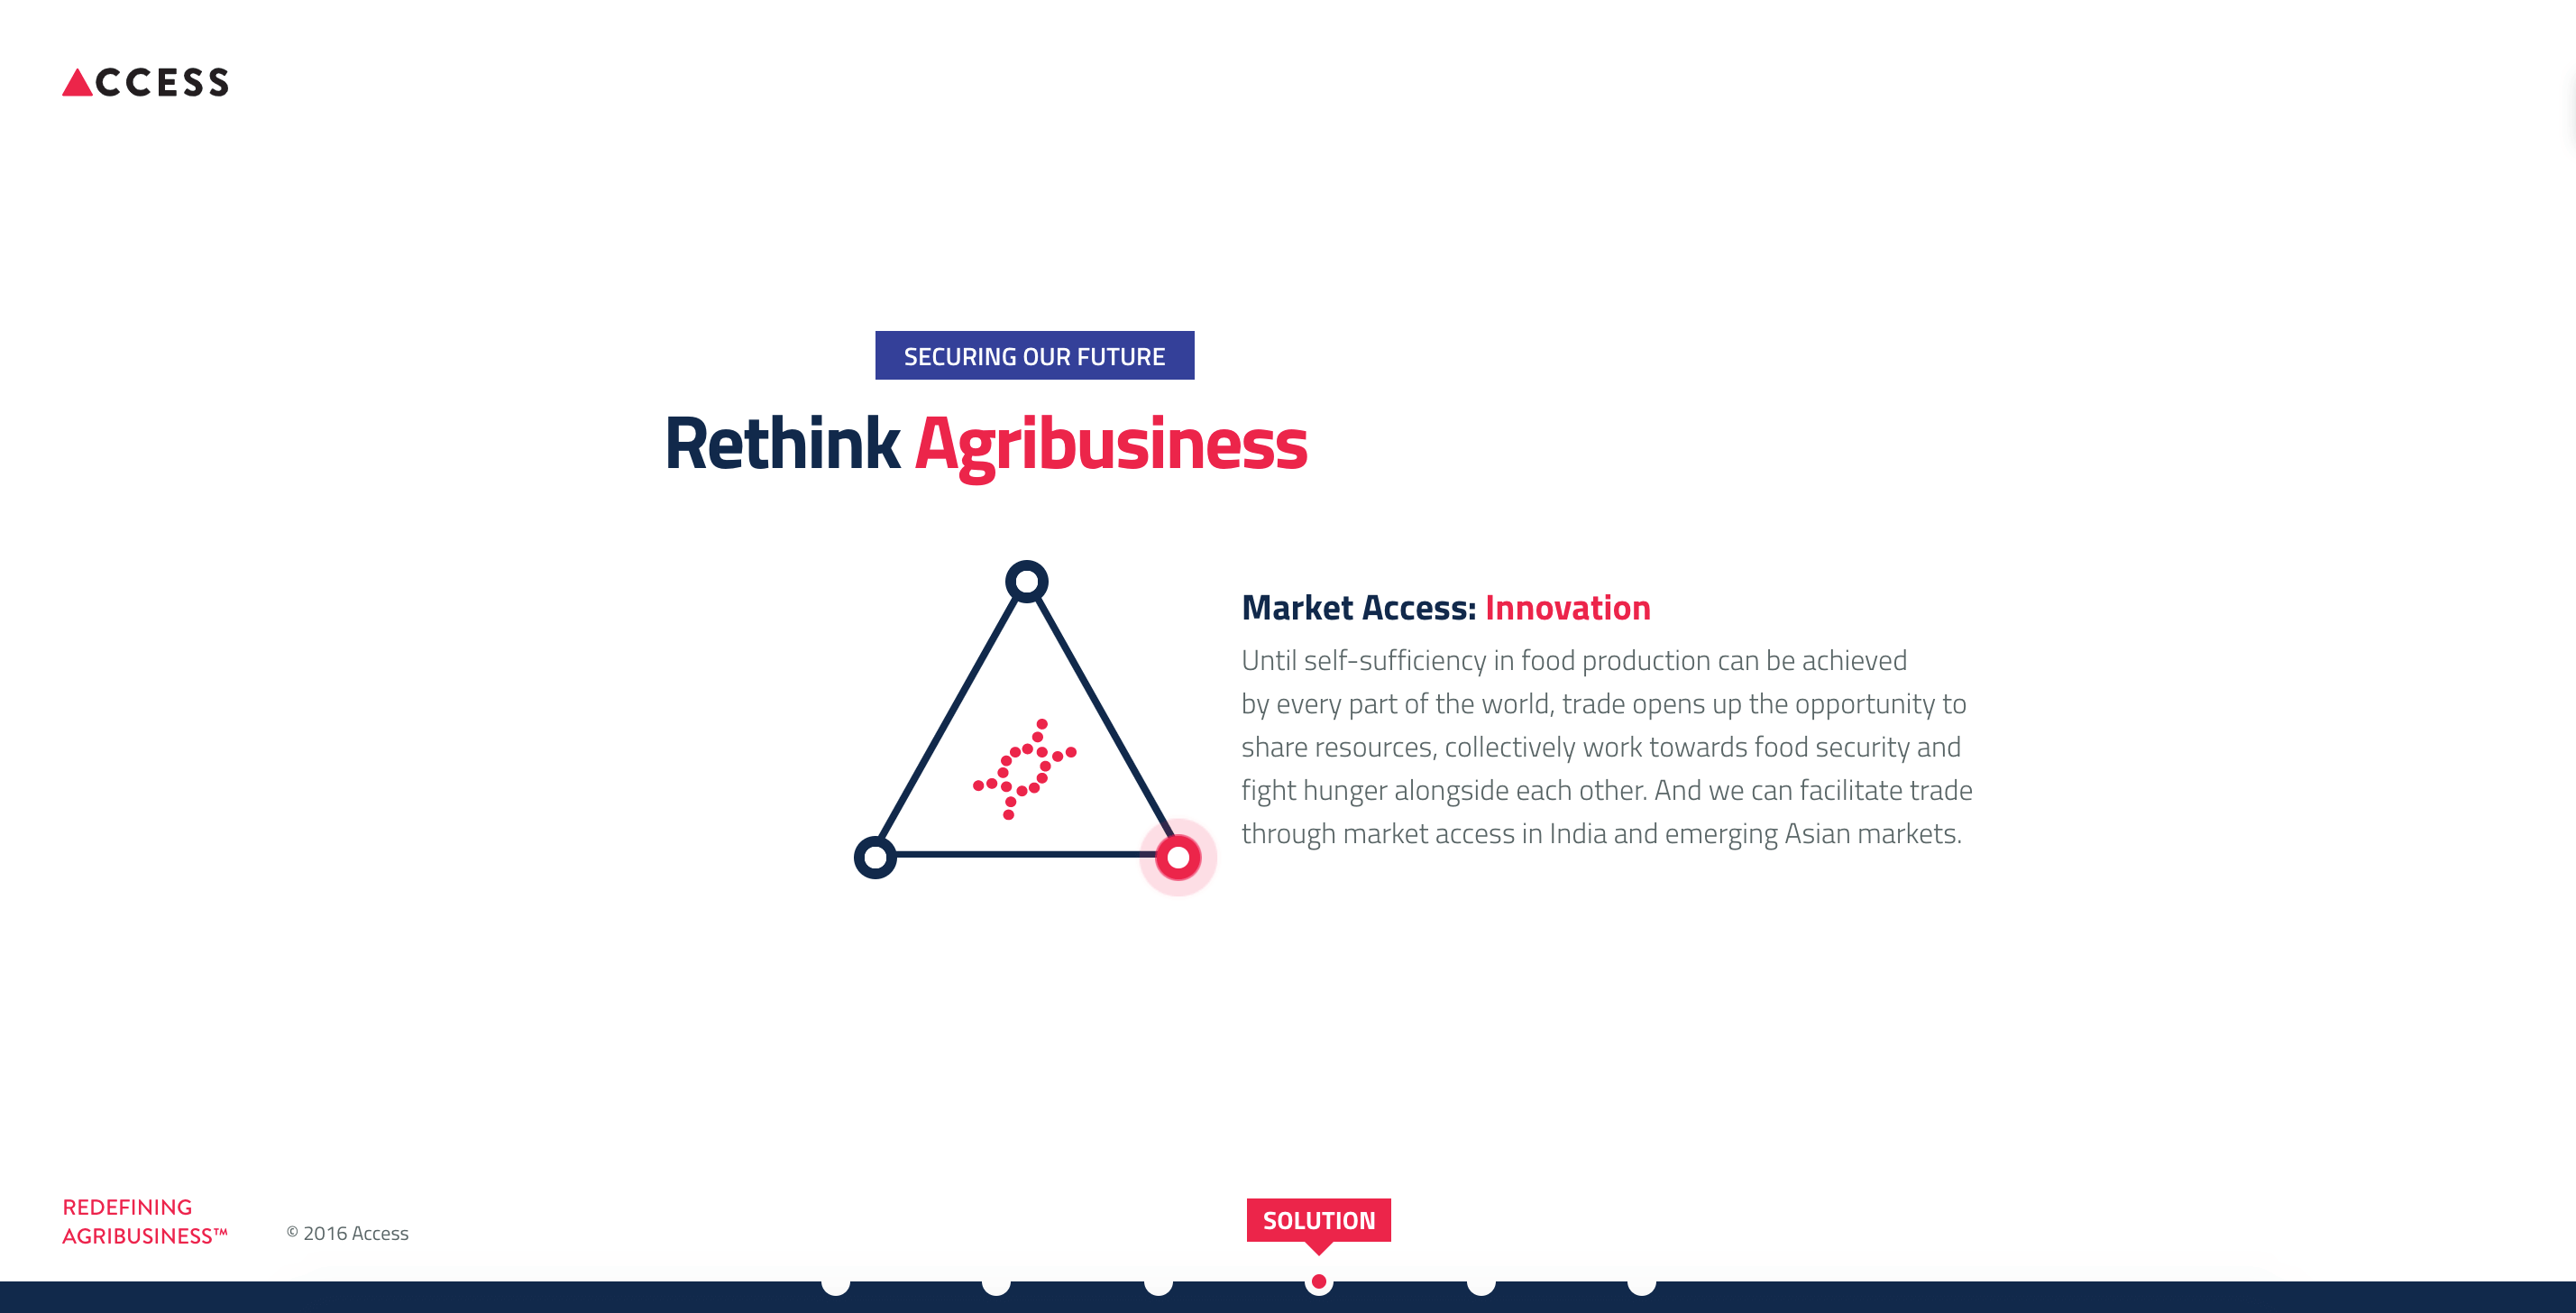 ACCESS
SECURING OUR FUTURE
Rethink Agribusiness
Market Access: Innovation
Until self-sufficiency in food production can be achieved
by every part of the world, trade opens up the opportunity to
share resources, collectively work towards food security and
fight hunger alongside each other. And we can facilitate trade
through market access in India and emerging Asian markets.
REDEFINING
AGRIBUSINESS™
© 2016 Access
SOLUTION